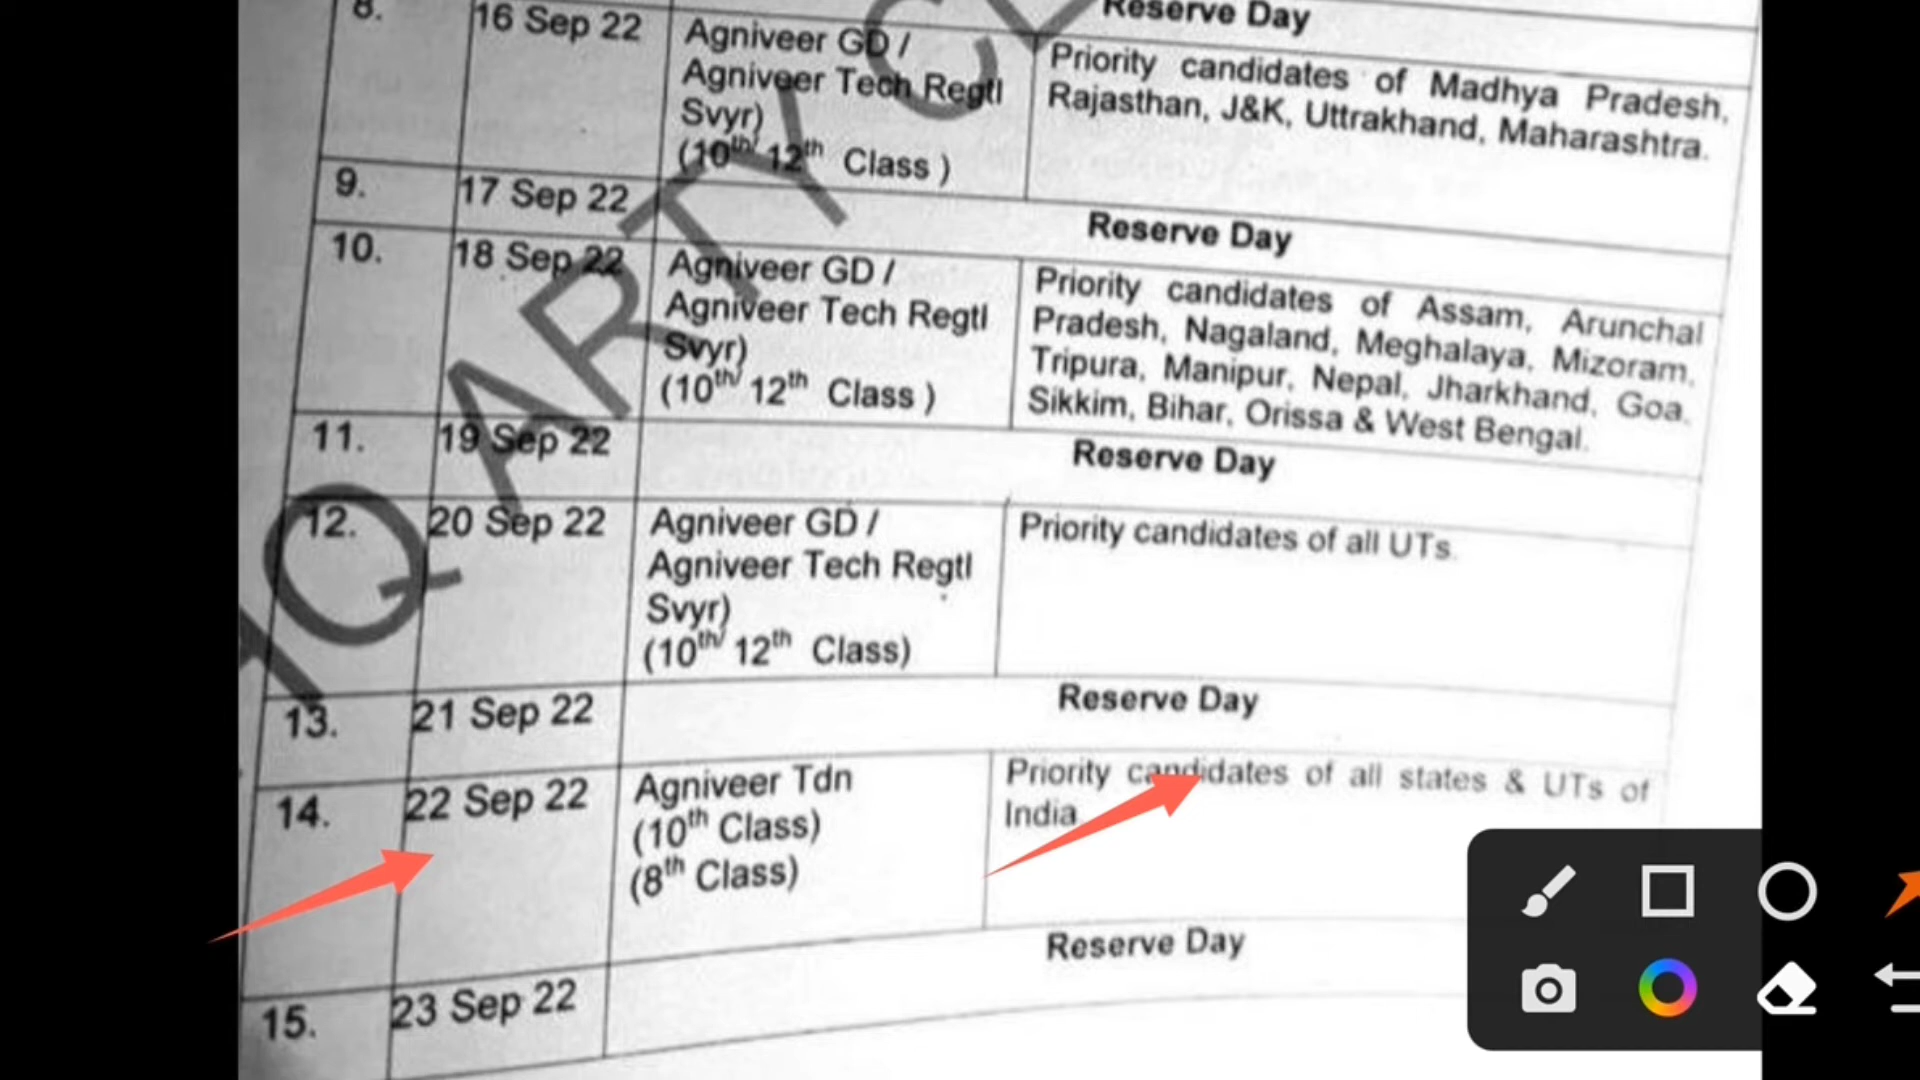 Reserve Day
8.
16 Sep 22
Agniveer GD /
Agniveer Tech Regtl
Svyr)
(10th/ 12th Class )
Priority candidates of Madhya Pradesh,
Rajasthan, J&K, Uttrakhand, Maharashtra.
9.
17 Sep 22
Reserve Day
10.
18 Sep 22
Agniveer GD /
Agniveer Tech Regtl
Svyr)
(10th/ 12th Class )
Priority candidates of Assam, Arunchal
Pradesh, Nagaland, Meghalaya, Mizoram,
Tripura, Manipur, Nepal, Jharkhand, Goa,
Sikkim, Bihar, Orissa & West Bengal.
11.
19 Sep 22
Reserve Day
12.
20 Sep 22
Agniveer GD /
Agniveer Tech Regtl
Svyr)
(10th/ 12th Class)
Priority candidates of all UTs.
13.
21 Sep 22
Reserve Day
14.
22 Sep 22
Agniveer Tdn
(10th Class)
(8th Class)
Priority candidates of all states & UTs of
India.
15.
23 Sep 22
Reserve Day
HQ ARTY CE